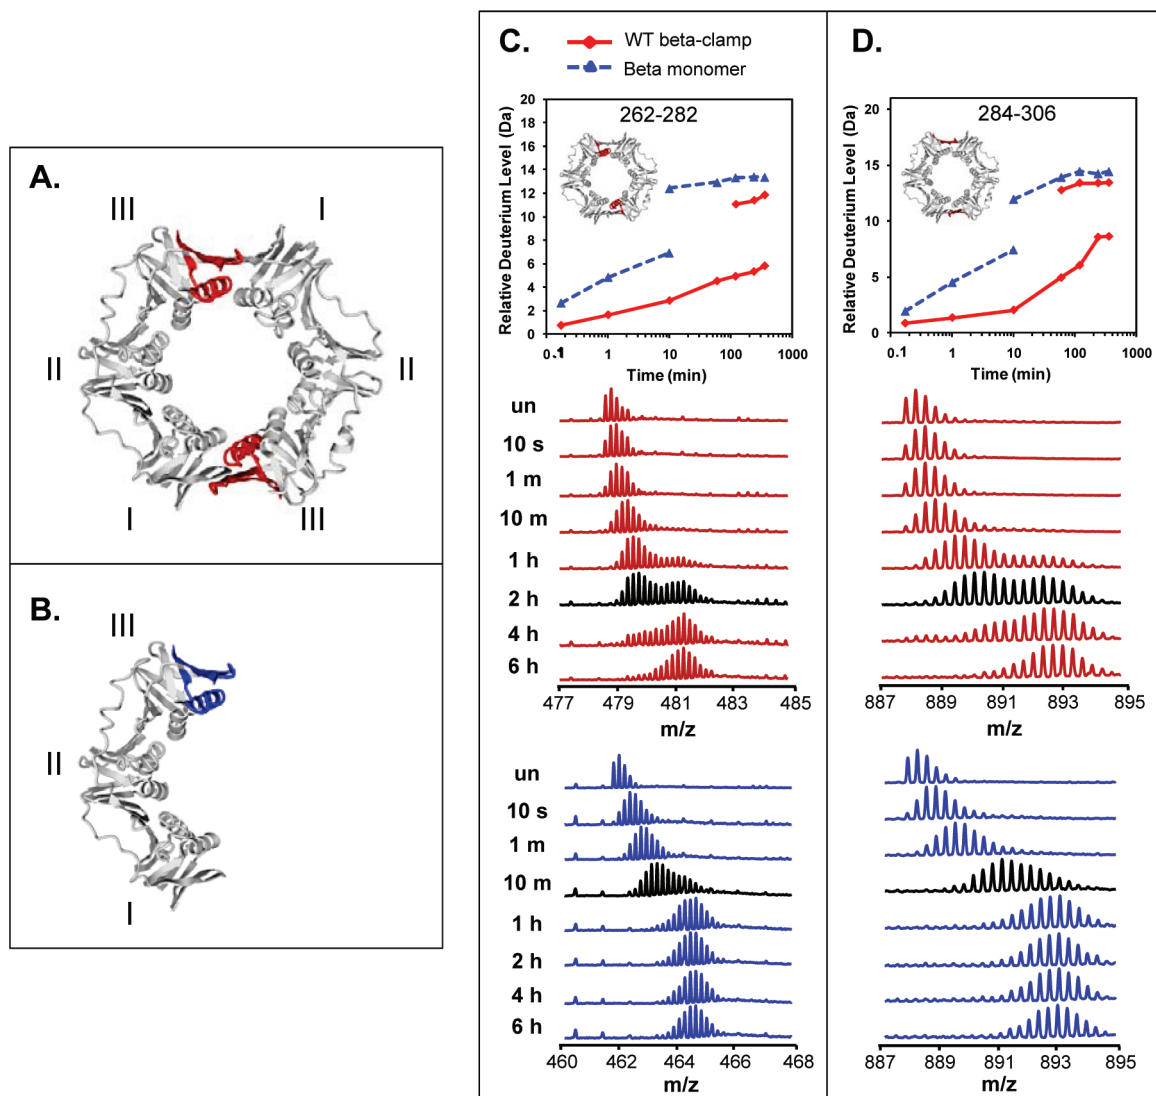 A.
III I
II II
I III
B.
III
II
I
C.
WT beta-clamp
Beta monomer
262-282
Relative Deuterium Level (Da)
20
18
16
14
12
10
8
6
4
2
0
0.1 1 10 100 1000
Time (min)
un
10 s
1 m
10 m
1 h
2 h
4 h
6 h
477 479 481 483 485
m/z
un
10 s
1 m
10 m
1 h
2 h
4 h
6 h
460 462 464 466 468
m/z
D.
284-306
Relative Deuterium Level (Da)
20
15
10
5
0
0.1 1 10 100 1000
Time (min)
887 889 891 893 895
m/z
887 889 891 893 895
m/z